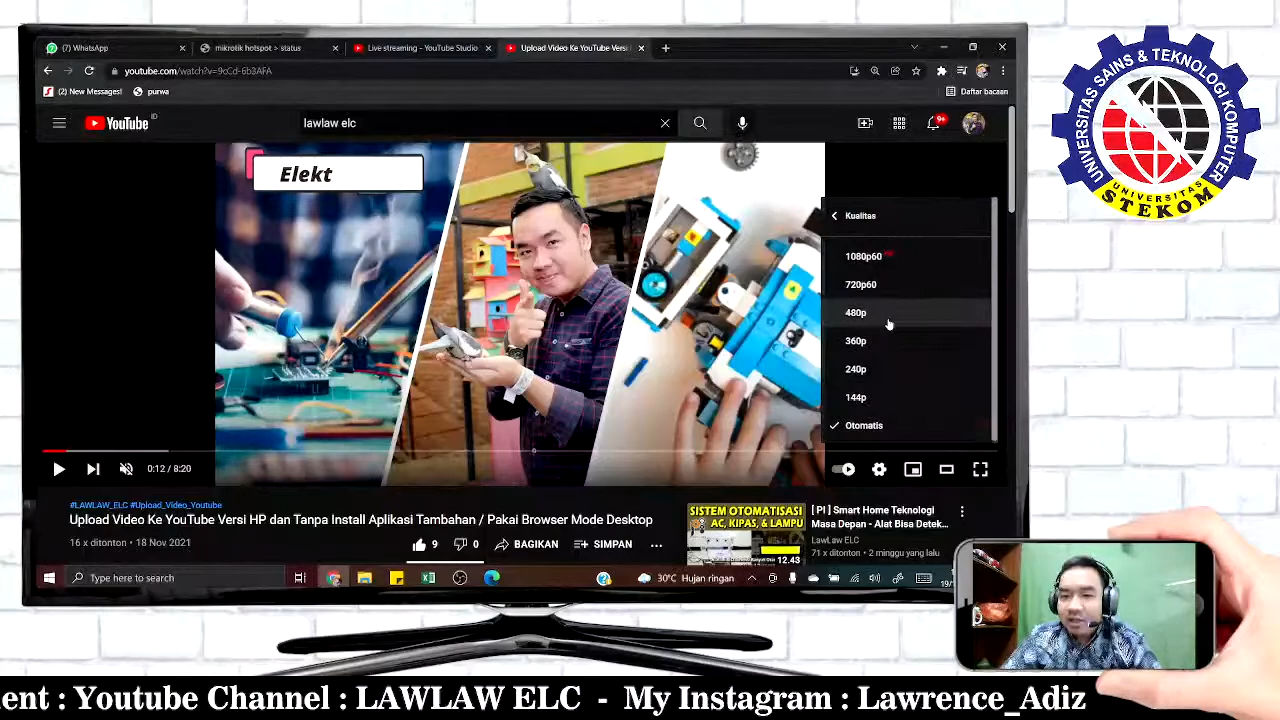 (7) WhatsApp
mikrotik hotspot > status
Live streaming - YouTube Studio
Upload Video Ke YouTube Versi
youtube.com/watch?v=9cCd-6b3AFA
(2) New Messages!
purwa
Daftar bacaan
YouTube ID
lawlaw elc
9+
Elekt
Kualitas
1080p60 HD
720p60
480p
360p
240p
144p
Otomatis
0:12 / 8:20
#LAWLAW_ELC #Upload_Video_Youtube
Upload Video Ke YouTube Versi HP dan Tanpa Install Aplikasi Tambahan / Pakai Browser Mode Desktop
16 x ditonton • 18 Nov 2021
9
0
BAGIKAN
SIMPAN
SISTEM OTOMATISASI
AC, KIPAS, & LAMPU
12.43
[ PI ] Smart Home Teknologi
Masa Depan - Alat Bisa Detek...
LawLaw ELC
71 x ditonton • 2 minggu yang lalu
Type here to search
30°C Hujan ringan
19/
UNIVERSITAS SAINS & TEKNOLOGI KOMPUTER
UNIVERSITAS
STEKOM
ent : Youtube Channel : LAWLAW ELC - My Instagram : Lawrence_Adiz